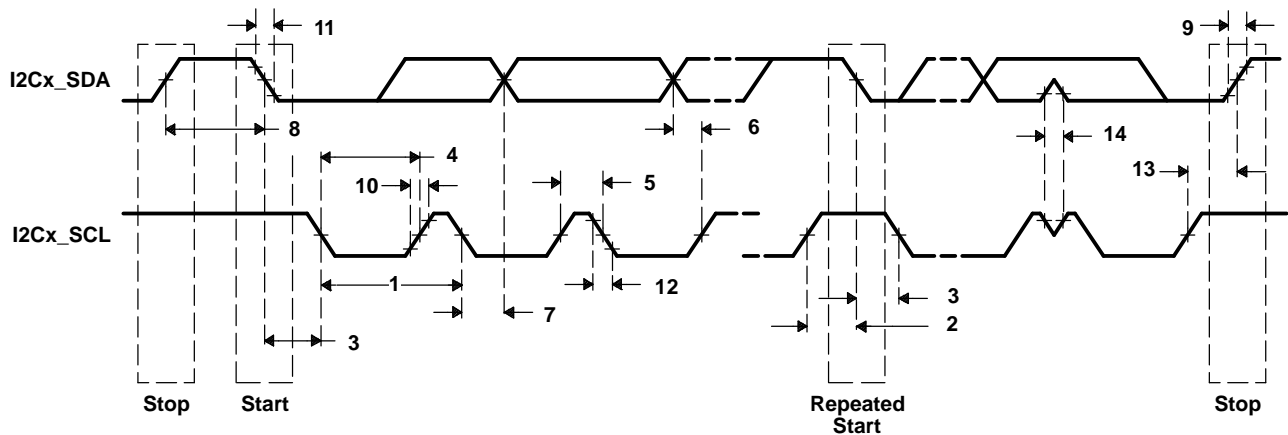 11
9
I2Cx_SDA
8
6
14
4
10
5
13
I2Cx_SCL
1
12
7
3
2
3
Stop
Start
Repeated
Start
Stop